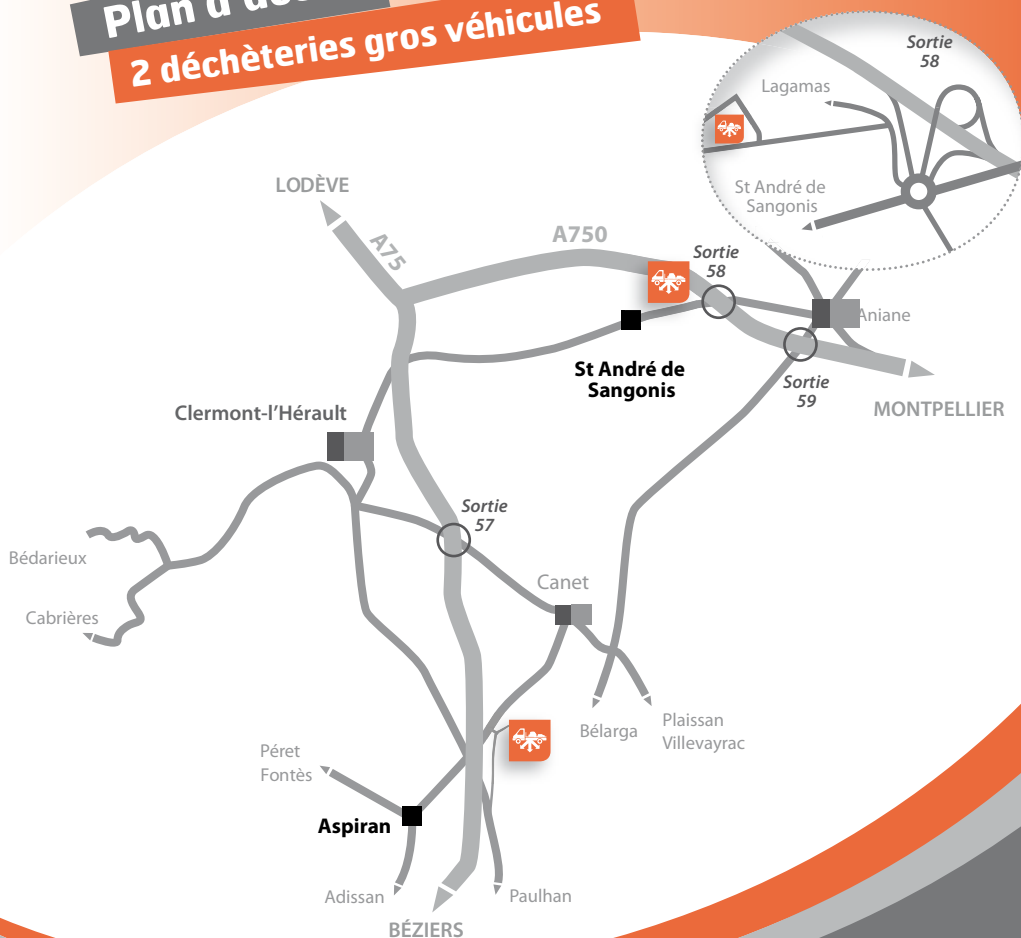 Plan d'
2 déchèteries gros véhicules
Sortie
58
Lagamas
St André de
Sangonis
LODÈVE
A75
A750
Sortie
58
Aniane
St André de
Sangonis
Sortie
59
MONTPELLIER
Clermont-l'Hérault
Sortie
57
Bédarieux
Canet
Cabrières
Bélarga
Plaissan
Villevayrac
Péret
Fontès
Aspiran
Adissan
Paulhan
BÉZIERS